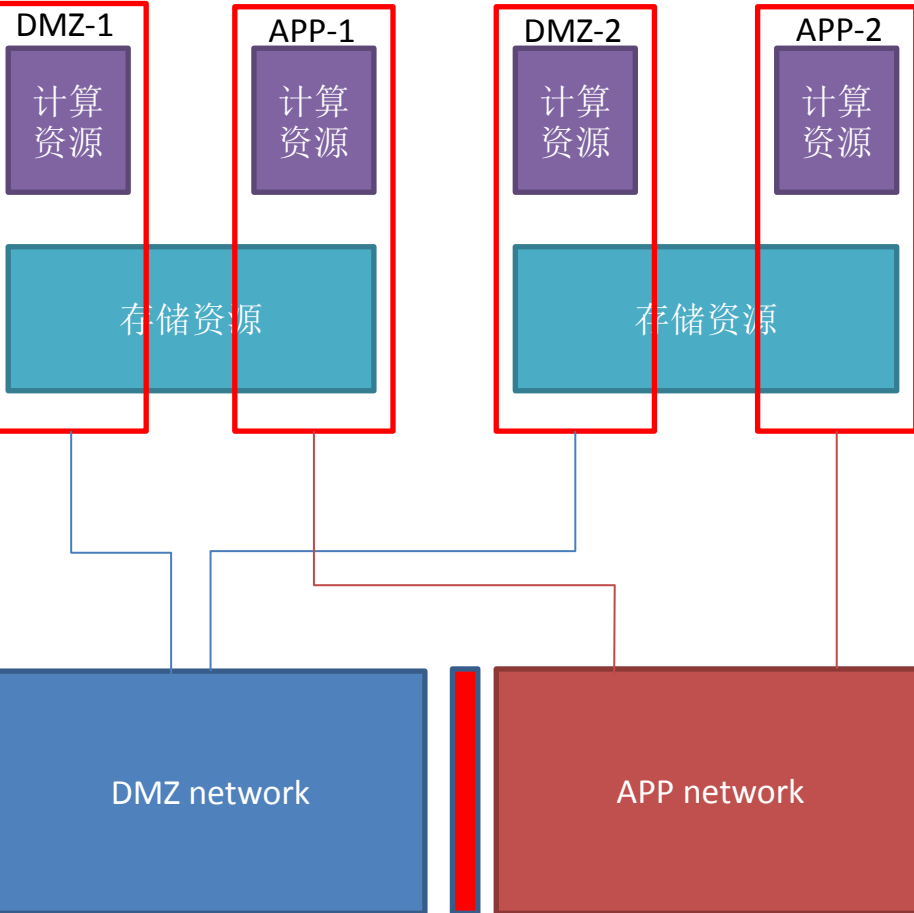 DMZ-1
APP-1
DMZ-2
APP-2
计算
资源
计算
资源
计算
资源
计算
资源
存储资源
存储资源
DMZ network
APP network